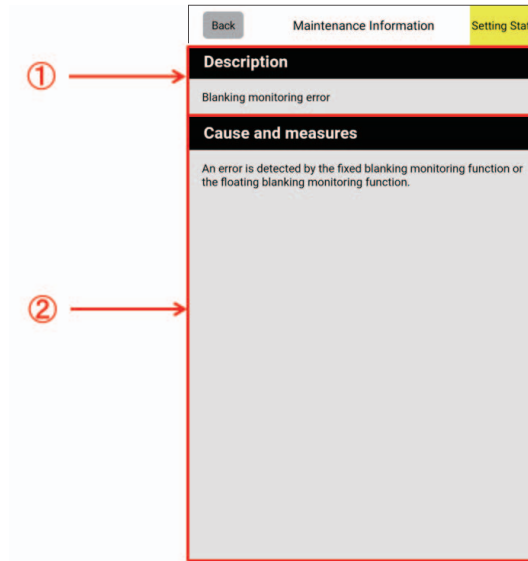 Back Maintenance Information Setting Stat
① Description
Blanking monitoring error
Cause and measures
An error is detected by the fixed blanking monitoring function or
the floating blanking monitoring function.
②